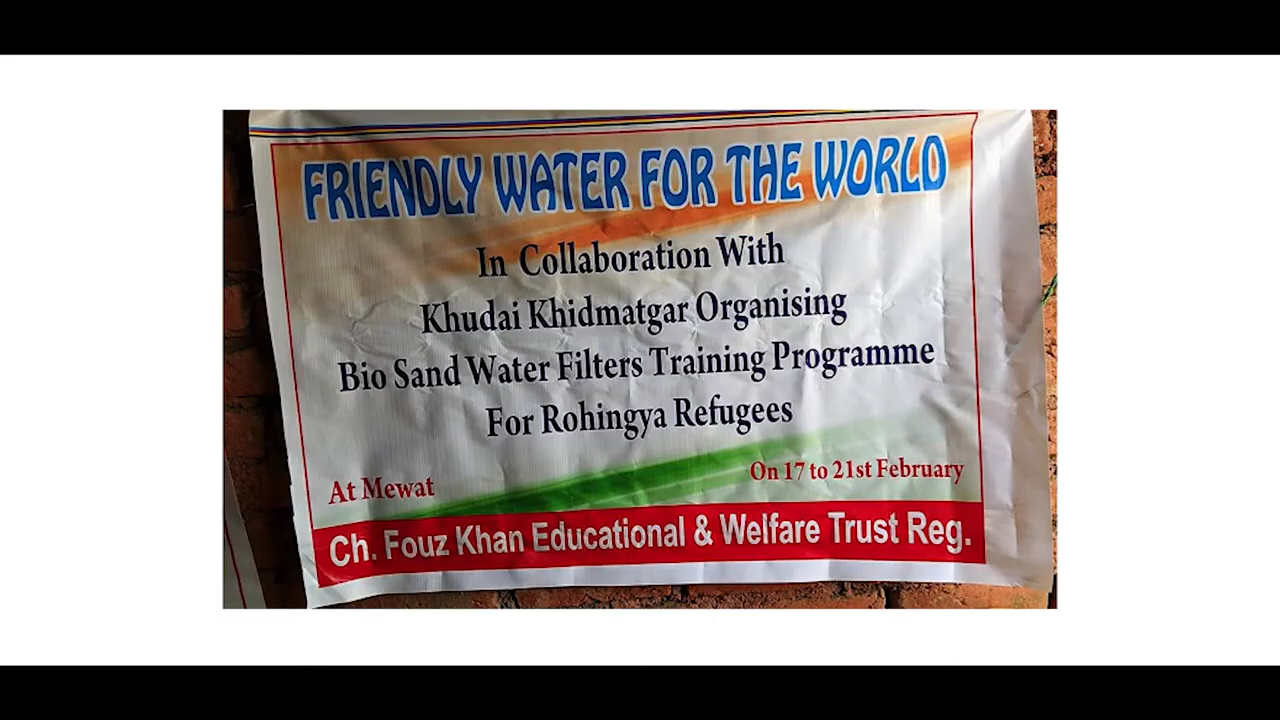 FRIENDLY WATER FOR THE WORLD
In Collaboration With
Khudai Khidmatgar Organising
Bio Sand Water Filters Training Programme
For Rohingya Refugees
At Mewat
On 17 to 21st February
Ch. Fouz Khan Educational & Welfare Trust Reg.